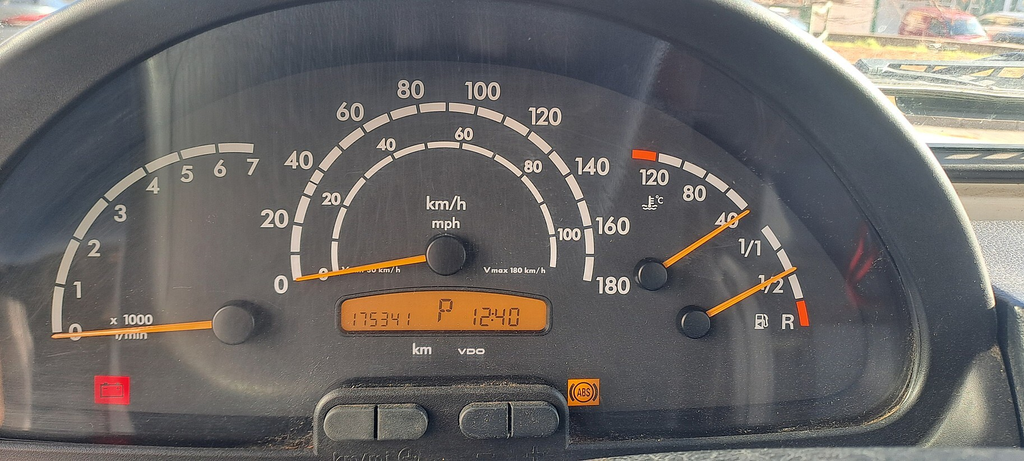 80 100
60 120
40 140
20 160
0 180
20 40 60 80 100
0
km/h
mph
Vmax 180 km/h
0 1 2 3 4 5 6 7
x 1000
1/min
120 80 40
°C
1/1
1/2
R
175341 P 12:40
km VDO
ABS